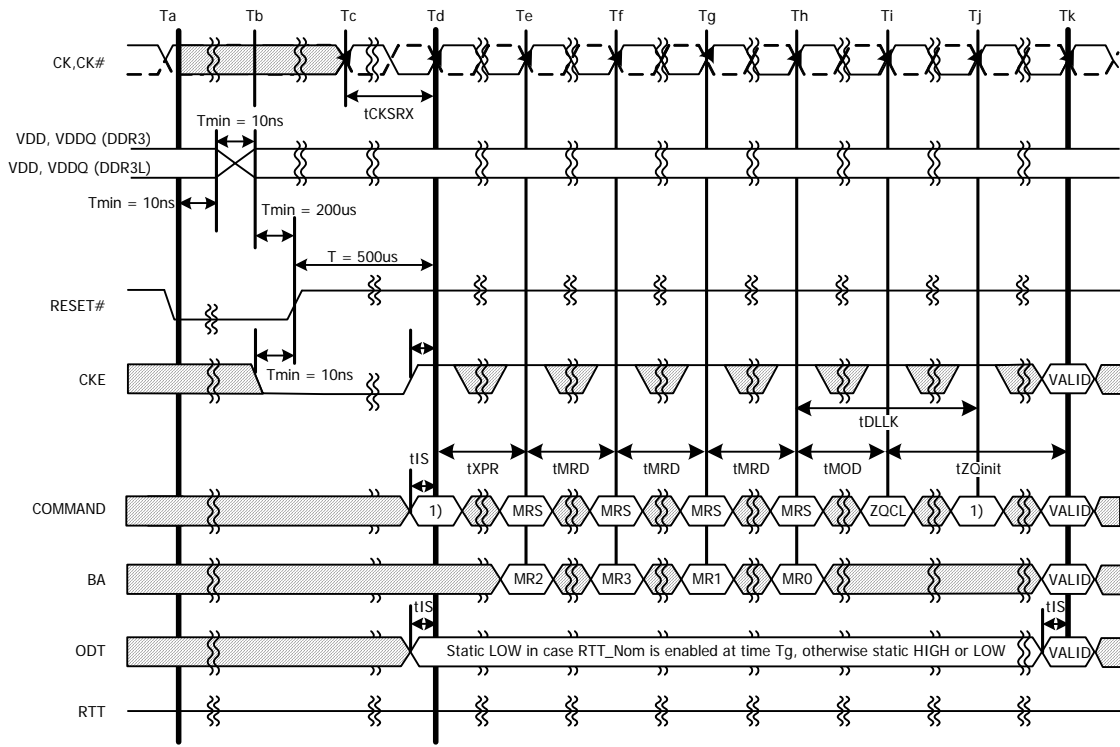 Ta Tb Tc Td Te Tf Tg Th Ti Tj Tk
CK,CK#
tCKSRX
Tmin = 10ns
VDD, VDDQ (DDR3)
VDD, VDDQ (DDR3L)
Tmin = 10ns
Tmin = 200us
T = 500us
RESET#
Tmin = 10ns
CKE
VALID
tDLLK
tIS
tXPR tMRD tMRD tMRD tMOD tZQinit
COMMAND 1) MRS MRS MRS MRS ZQCL 1) VALID
BA MR2 MR3 MR1 MR0 VALID
tIS tIS
ODT Static LOW in case RTT_Nom is enabled at time Tg, otherwise static HIGH or LOW VALID
RTT